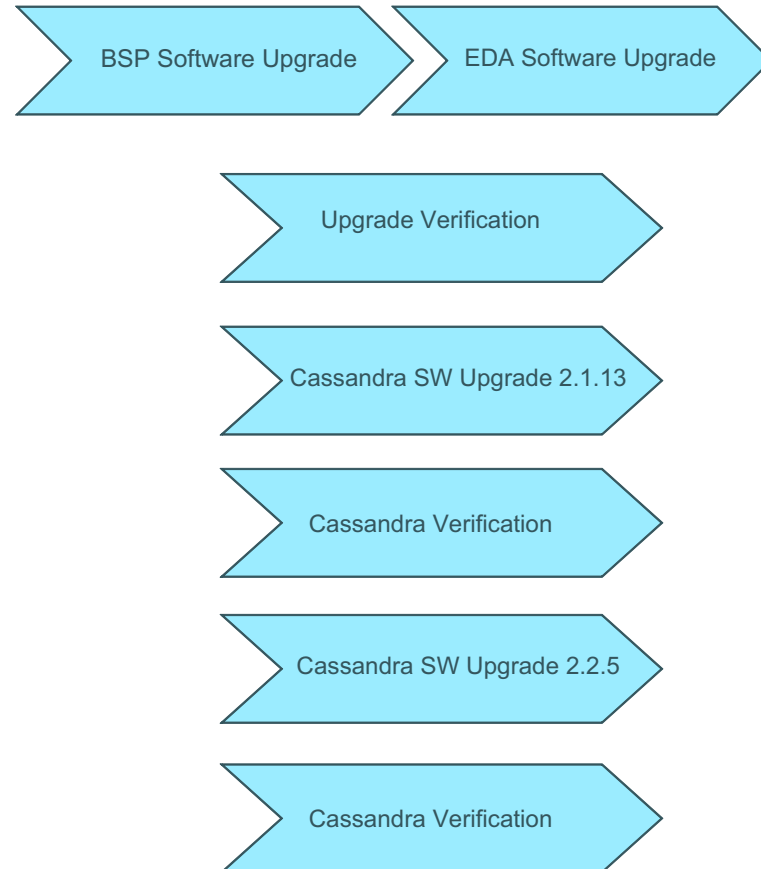 BSP Software Upgrade
EDA Software Upgrade
Upgrade Verification
Cassandra SW Upgrade 2.1.13
Cassandra Verification
Cassandra SW Upgrade 2.2.5
Cassandra Verification